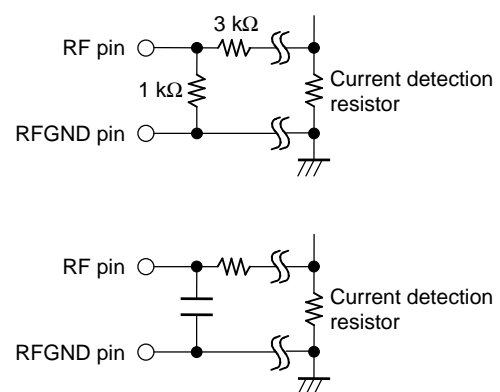 3 kΩ
RF pin
1 kΩ
Current detection
resistor
RFGND pin
RF pin
Current detection
resistor
RFGND pin